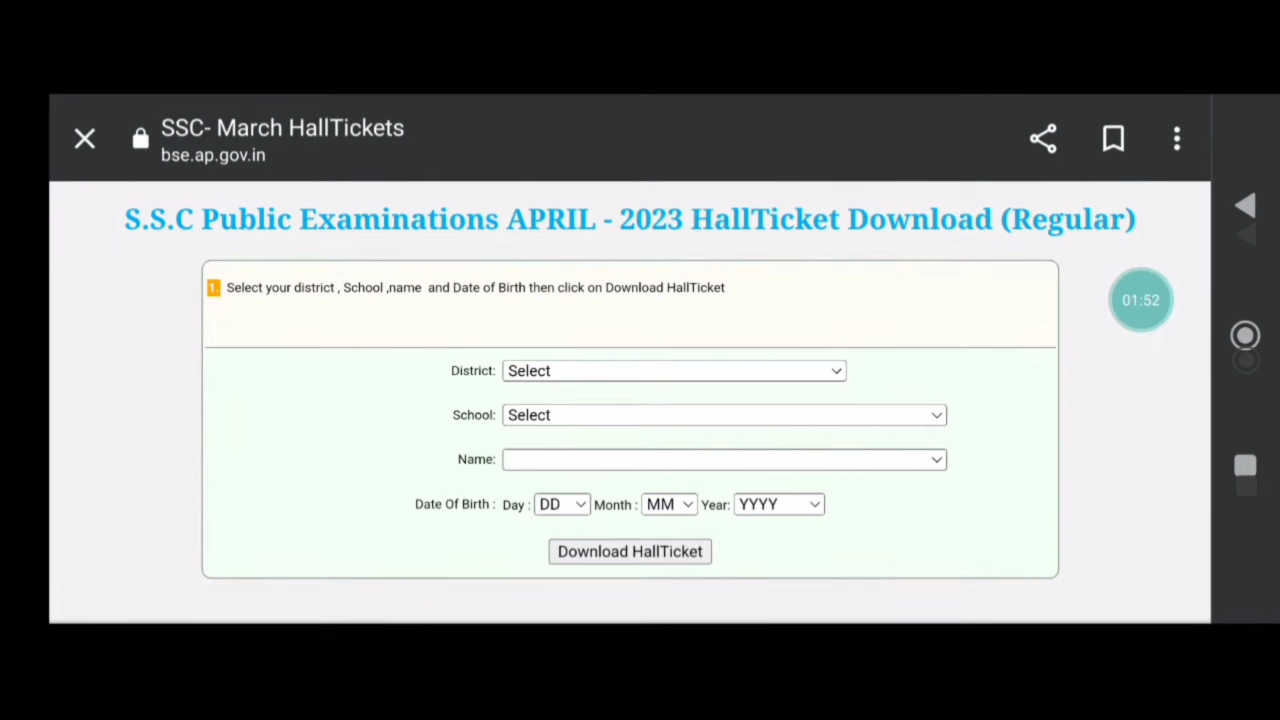 SSC- March HallTickets
bse.ap.gov.in
S.S.C Public Examinations APRIL - 2023 HallTicket Download (Regular)
1. Select your district , School ,name and Date of Birth then click on Download HallTicket
01:52
District: Select
School: Select
Name:
Date Of Birth : Day : DD Month : MM Year: YYYY
Download HallTicket